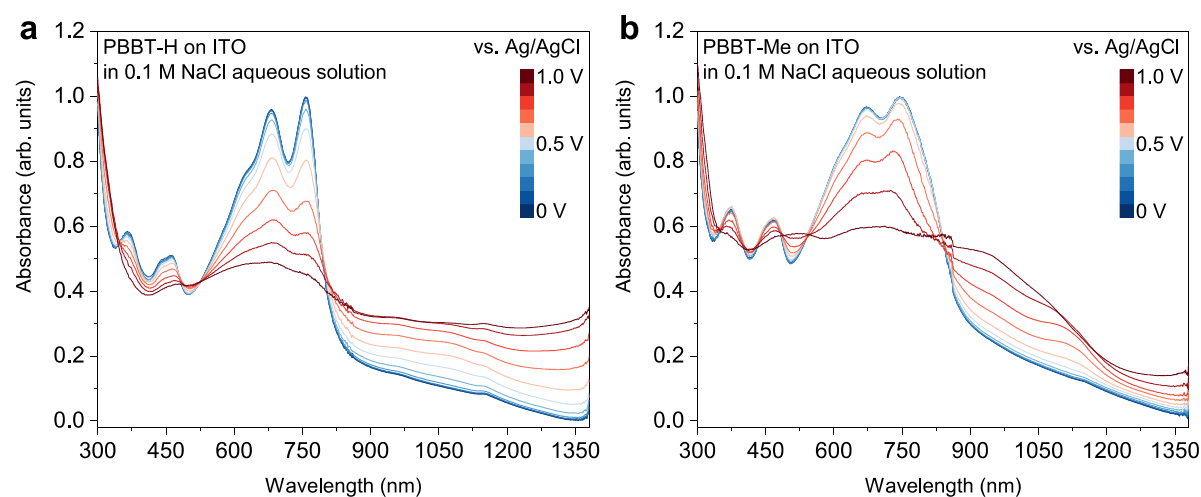 a
PBBT-H on ITO
in 0.1 M NaCl aqueous solution
vs. Ag/AgCl
1.0 V
0.5 V
0 V
Absorbance (arb. units)
1.2
1.0
0.8
0.6
0.4
0.2
0.0
300 450 600 750 900 1050 1200 1350
Wavelength (nm)
b
PBBT-Me on ITO
in 0.1 M NaCl aqueous solution
vs. Ag/AgCl
1.0 V
0.5 V
0 V
Absorbance (arb. units)
1.2
1.0
0.8
0.6
0.4
0.2
0.0
300 450 600 750 900 1050 1200 1350
Wavelength (nm)